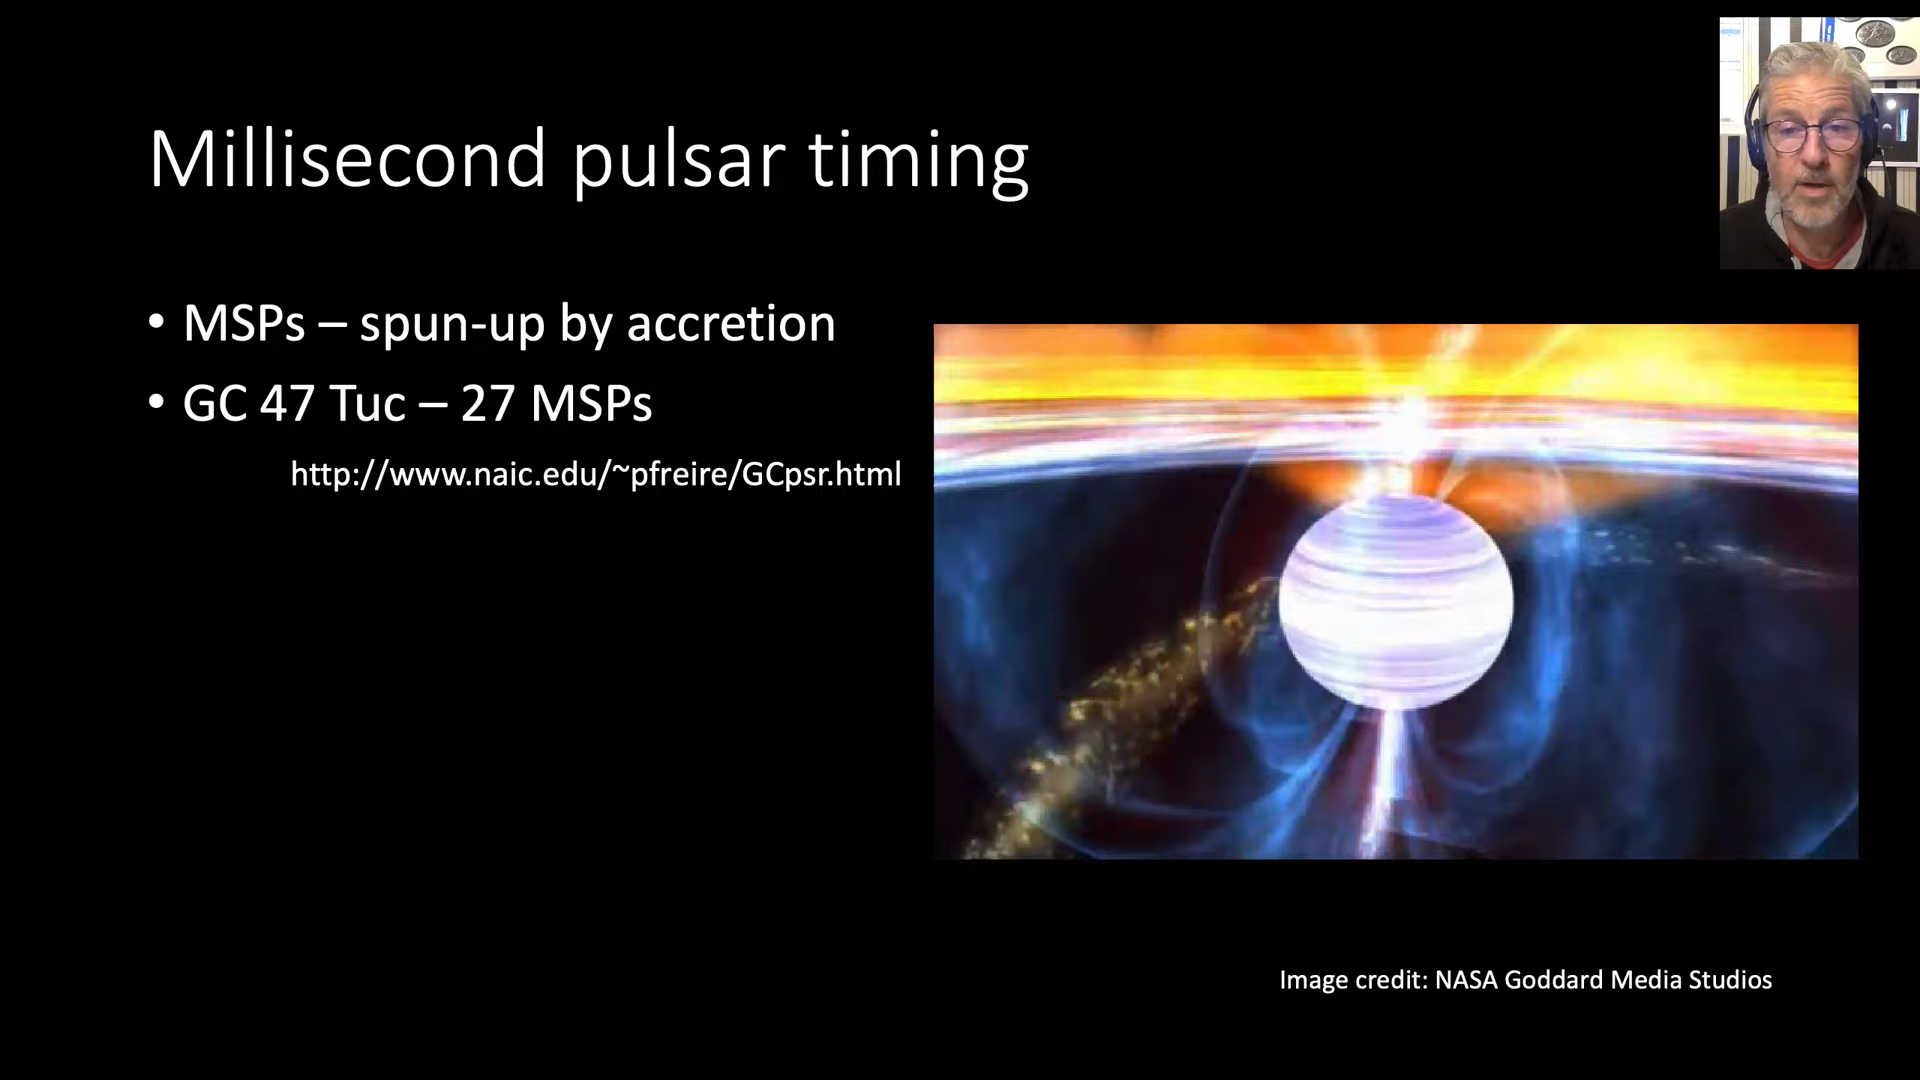 Millisecond pulsar timing
• MSPs – spun-up by accretion
• GC 47 Tuc – 27 MSPs
http://www.naic.edu/~pfreire/GCpsr.html
Image credit: NASA Goddard Media Studios